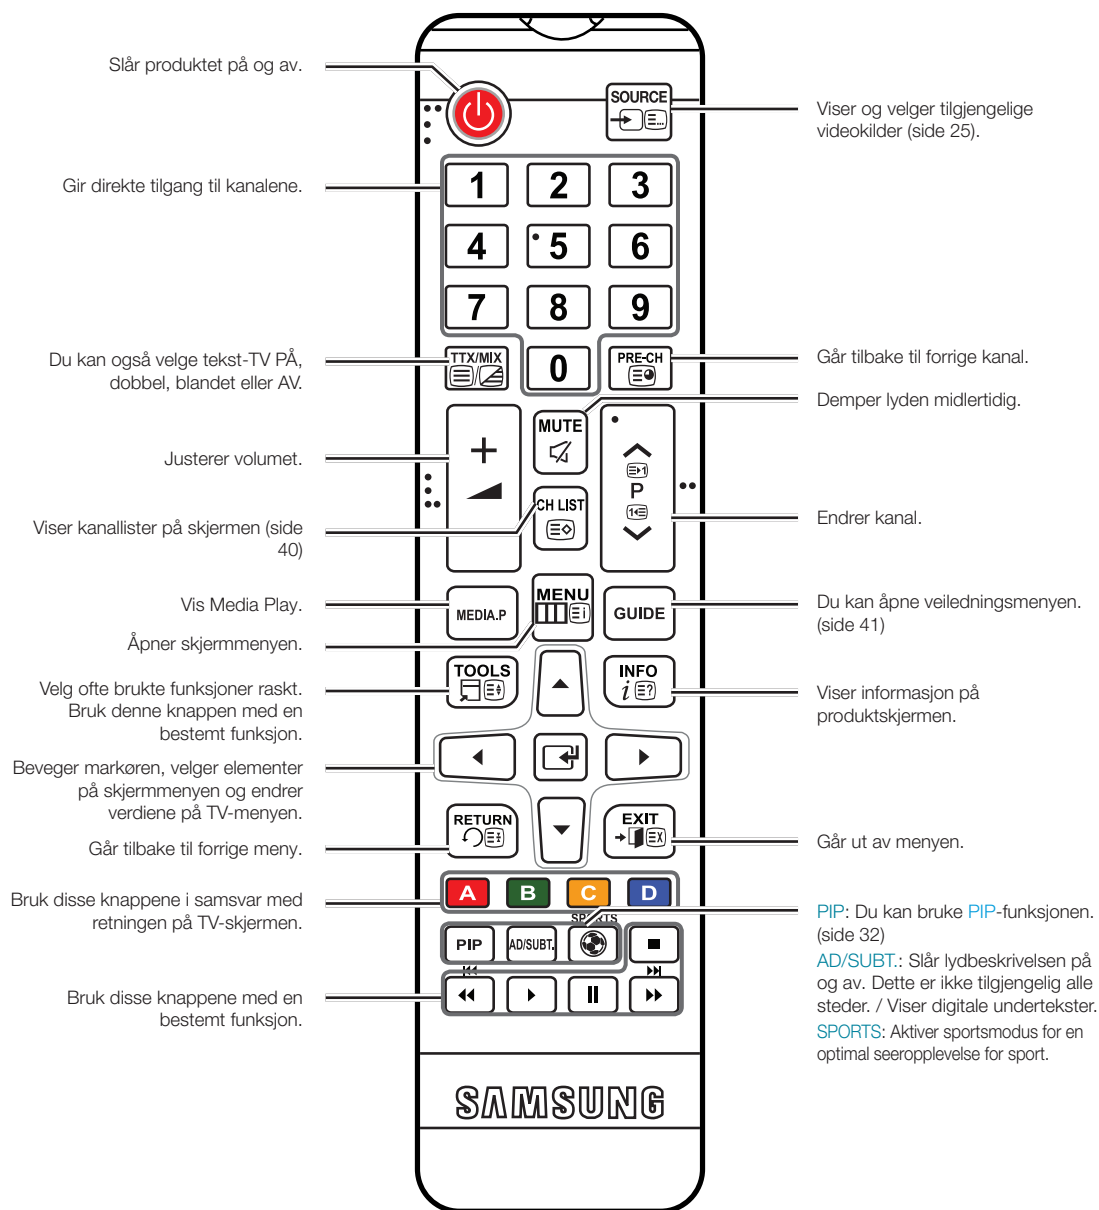 Slår produktet på og av.
SOURCE
Viser og velger tilgjengelige
videokilder (side 25).
Gir direkte tilgang til kanalene.
1 2 3
4 5 6
7 8 9
Du kan også velge tekst-TV PÅ,
dobbel, blandet eller AV.
TTX/MIX
0
PRE-CH
Går tilbake til forrige kanal.
MUTE
Demper lyden midlertidig.
Justerer volumet.
+
P
CH LIST
Viser kanallister på skjermen (side
40)
Endrer kanal.
Vis Media Play.
MEDIA.P
MENU
GUIDE
Du kan åpne veiledningsmenyen.
(side 41)
Åpner skjermmenyen.
TOOLS
INFO
Velg ofte brukte funksjoner raskt.
Bruk denne knappen med en
bestemt funksjon.
Viser informasjon på
produktskjermen.
Beveger markøren, velger elementer
på skjermmenyen og endrer
verdiene på TV-menyen.
RETURN
EXIT
Går tilbake til forrige meny.
Går ut av menyen.
Bruk disse knappene i samsvar med
retningen på TV-skjermen.
A B C D
SPORTS
PIP AD/SUBT.
PIP: Du kan bruke PIP-funksjonen.
(side 32)
AD/SUBT.: Slår lydbeskrivelsen på
og av. Dette er ikke tilgjengelig alle
steder. / Viser digitale undertekster.
SPORTS: Aktiver sportsmodus for en
optimal seeropplevelse for sport.
Bruk disse knappene med en
bestemt funksjon.
SAMSUNG